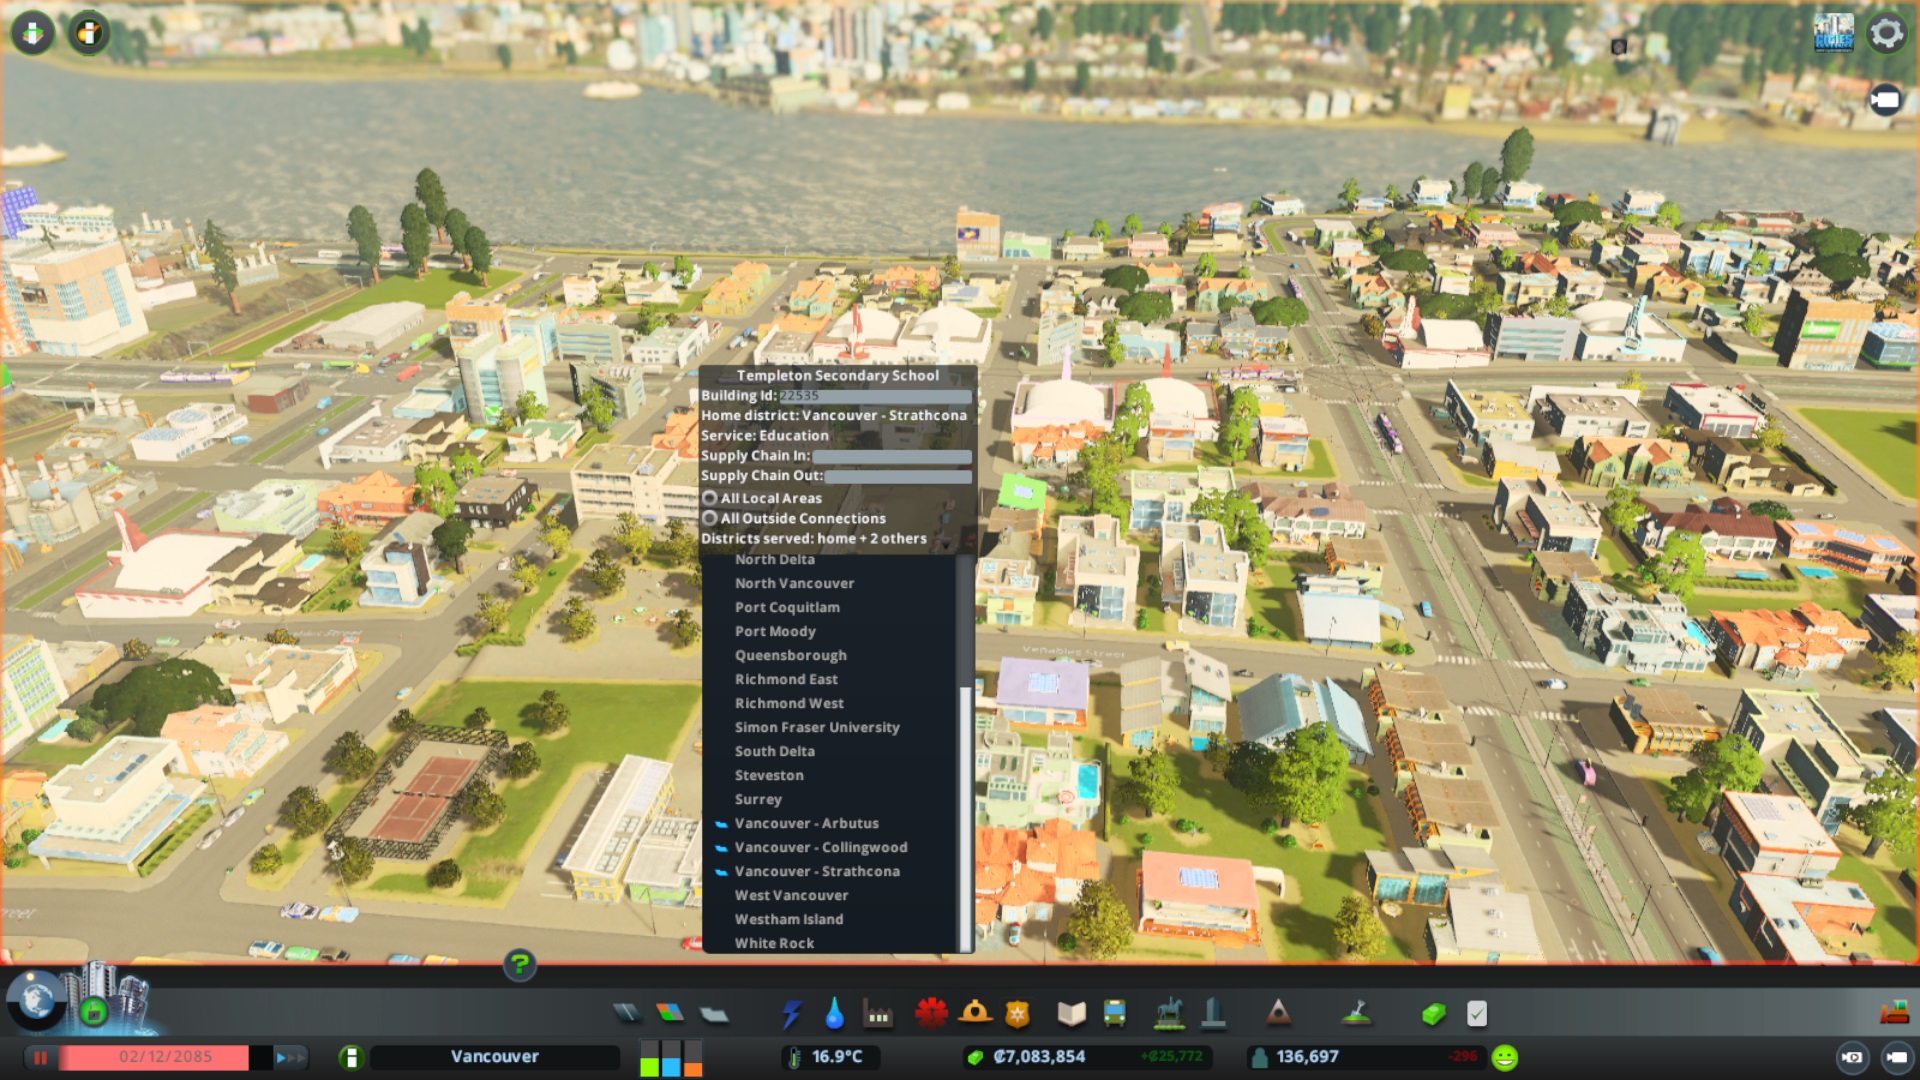 Templeton Secondary School
Building Id: 22535
Home district: Vancouver - Strathcona
Service: Education
Supply Chain In:
Supply Chain Out:
All Local Areas
All Outside Connections
Districts served: home + 2 others
North Delta
North Vancouver
Port Coquitlam
Port Moody
Queensborough
Richmond East
Richmond West
Simon Fraser University
South Delta
Steveston
Surrey
Vancouver - Arbutus
Vancouver - Collingwood
Vancouver - Strathcona
West Vancouver
Westham Island
White Rock
Venables Street
?
02/12/2085
Vancouver
16.9°C
₡7,083,854
+₡25,772
136,697
-296